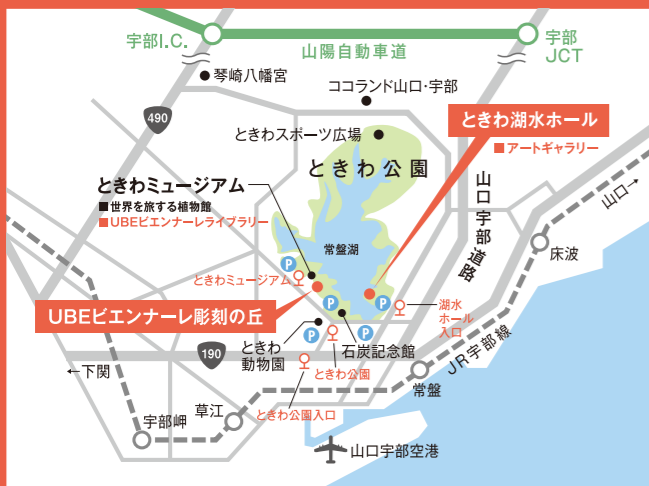 宇部I.C.
山陽自動車道
宇部
JCT
琴崎八幡宮
ココランド山口・宇部
490
ときわスポーツ広場
ときわ湖水ホール
■アートギャラリー
ときわ公園
ときわミュージアム
■世界を旅する植物館
■UBEビエンナーレライブラリー
山口宇部道路
山口→
常盤湖
床波
P
ときわミュージアム
P
P
P
湖水
ホール
入口
UBEビエンナーレ彫刻の丘
P
P
190
ときわ
動物園
石炭記念館
ときわ公園
JR宇部線
←下関
常盤
ときわ公園入口
草江
宇部岬
山口宇部空港